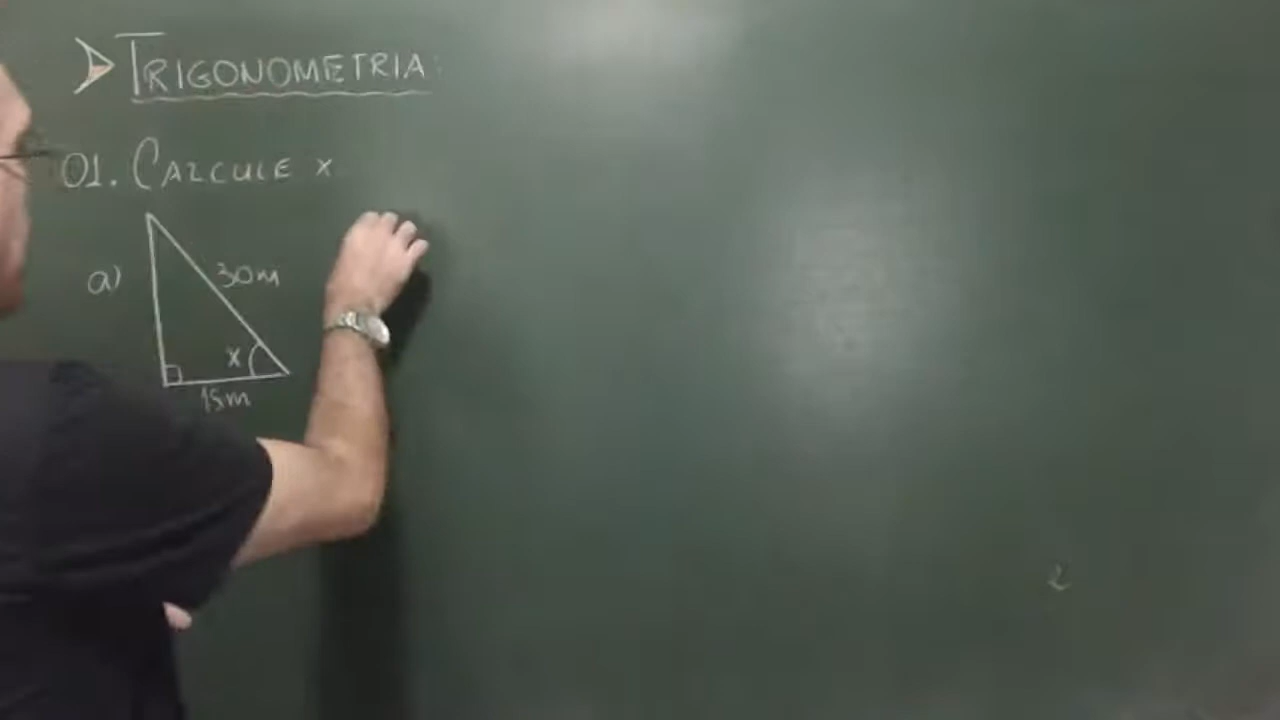 TRIGONOMETRIA:
01. CALCULE x
a)
30m
x
15m